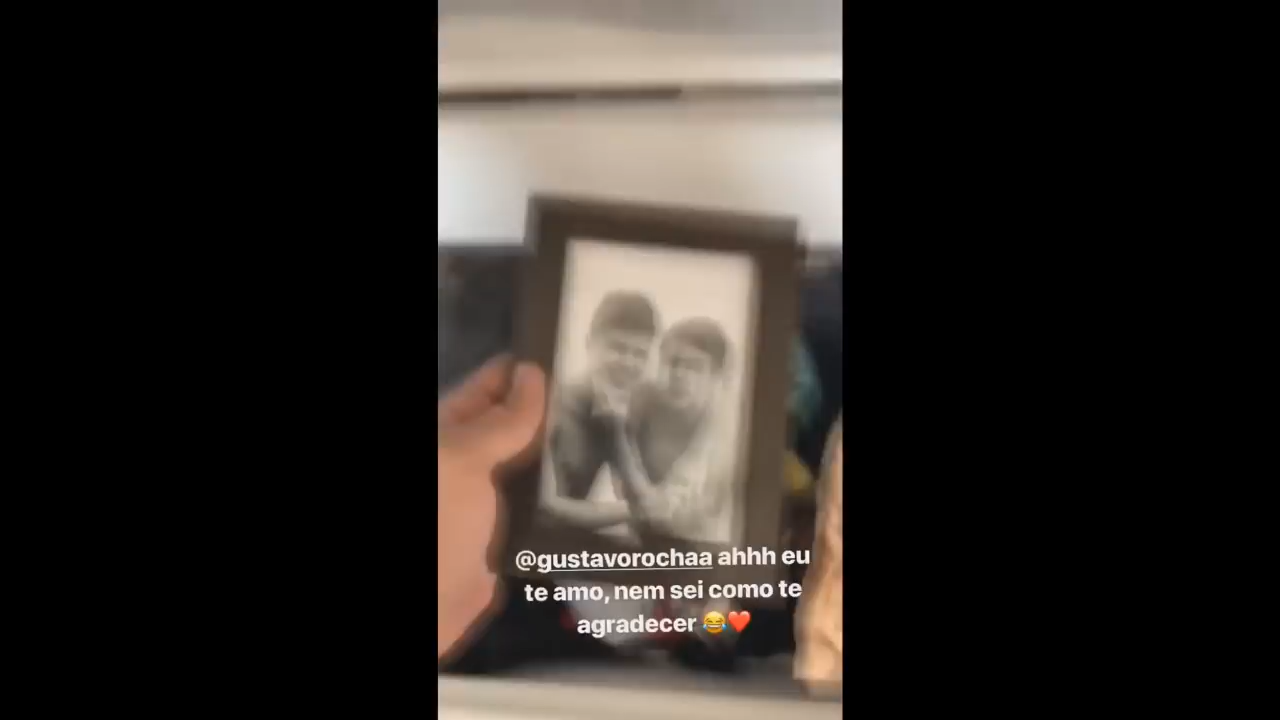 @gustavorochaa ahhh eu
te amo, nem sei como te
agradecer 😂❤️